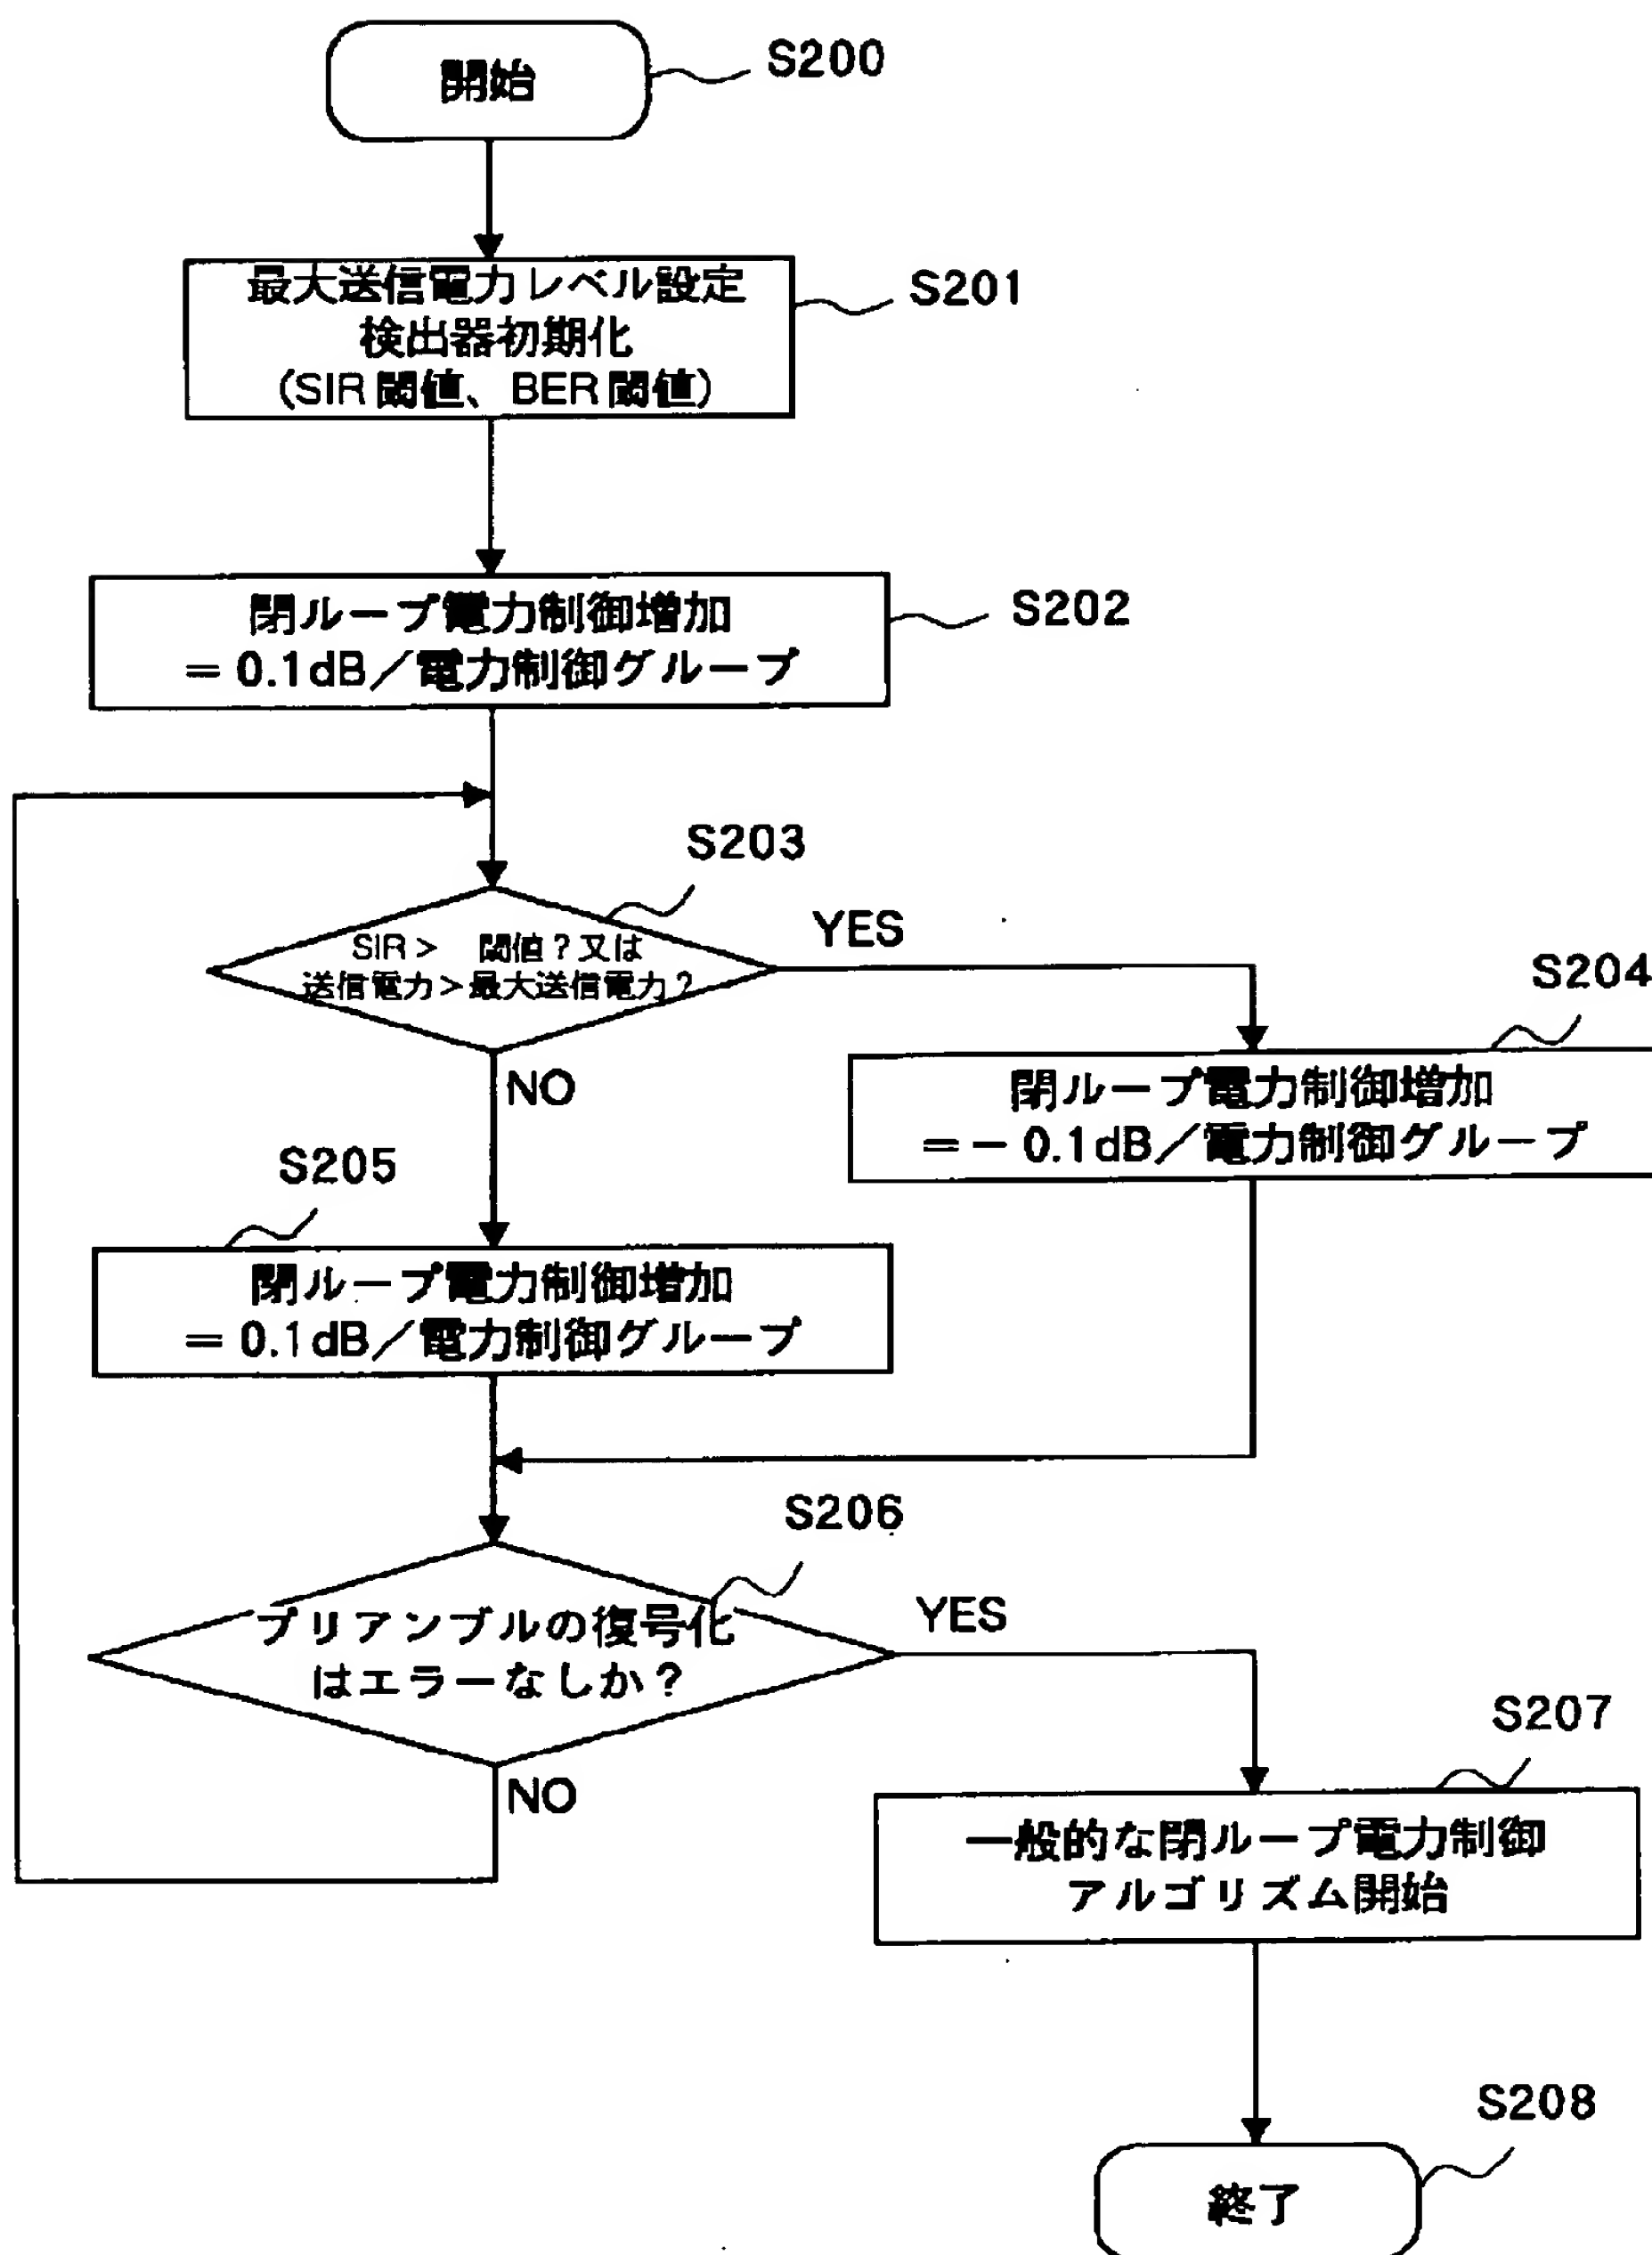 開始
S200
最大送信電力レベル設定
検出器初期化
(SIR閾値、BER閾値)
S201
閉ループ電力制御増加
=0.1dB/電力制御グループ
S202
S203
SIR> 閾値?又は
送信電力>最大送信電力?
YES
NO
S204
閉ループ電力制御増加
=-0.1dB/電力制御グループ
S205
閉ループ電力制御増加
=0.1dB/電力制御グループ
S206
プリアンブルの復号化
はエラーなしか?
YES
NO
S207
一般的な閉ループ電力制御
アルゴリズム開始
S208
終了